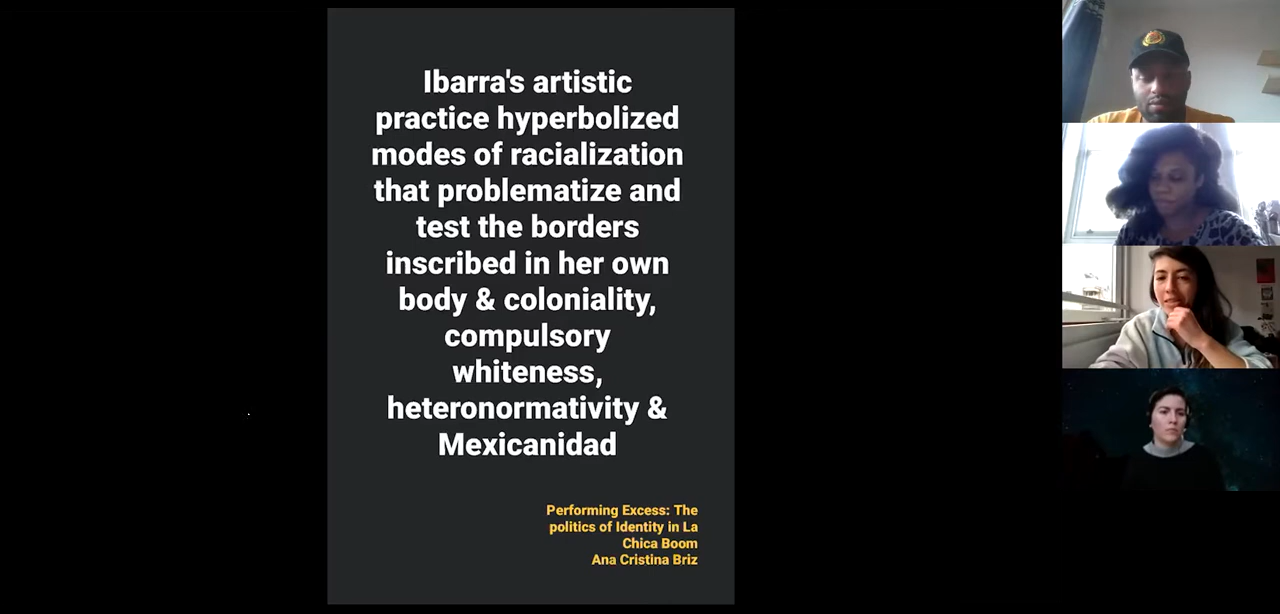 Ibarra's artistic
practice hyperbolized
modes of racialization
that problematize and
test the borders
inscribed in her own
body & coloniality,
compulsory
whiteness,
heteronormativity &
Mexicanidad
Performing Excess: The
politics of Identity in La
Chica Boom
Ana Cristina Briz